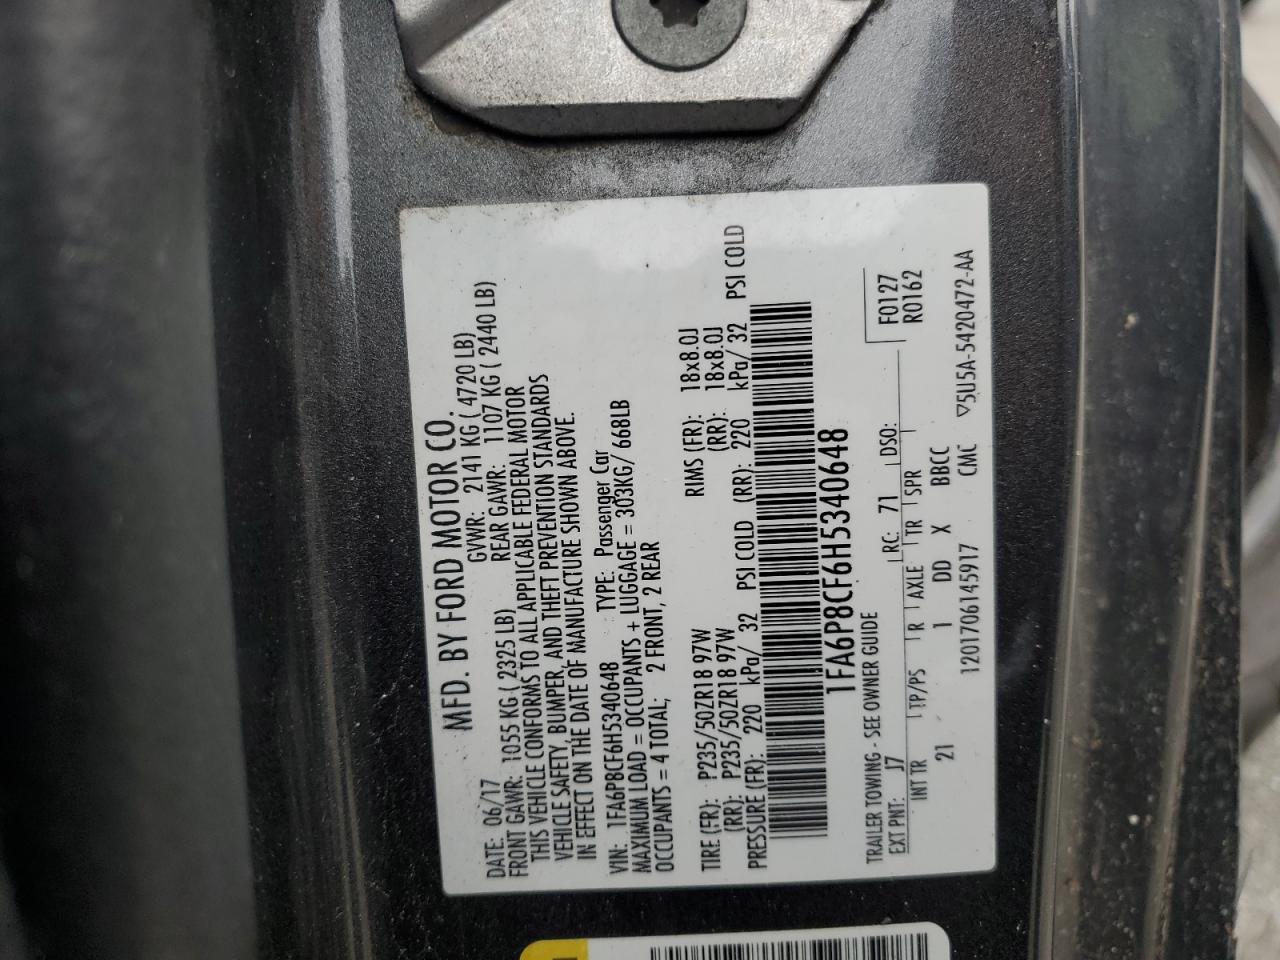 MFD. BY FORD MOTOR CO.
DATE: 06/17 GVWR: 2141 KG ( 4720 LB)
FRONT GAWR: 1055 KG ( 2325 LB) REAR GAWR: 1107 KG ( 2440 LB)
THIS VEHICLE CONFORMS TO ALL APPLICABLE FEDERAL MOTOR
VEHICLE SAFETY, BUMPER, AND THEFT PREVENTION STANDARDS
IN EFFECT ON THE DATE OF MANUFACTURE SHOWN ABOVE.
VIN: 1FA6P8CF6H5340648 TYPE: Passenger Car
MAXIMUM LOAD = OCCUPANTS + LUGGAGE = 303KG/ 668LB
OCCUPANTS = 4 TOTAL; 2 FRONT, 2 REAR
TIRE (FR): P235/50ZR18 97W RIMS (FR): 18x8.0J
(RR): P235/50ZR18 97W (RR): 18x8.0J
PRESSURE (FR): 220 kPa/ 32 PSI COLD (RR): 220 kPa/ 32 PSI COLD
1FA6P8CF6H5340648
TRAILER TOWING - SEE OWNER GUIDE
EXT PNT: J7 RC: 71 DSO:
F0127
R0162
INT TR TP/PS R AXLE TR SPR
21 I DD X BBCC
120170614591​7 CMC ▽5U5A-5420472-AA